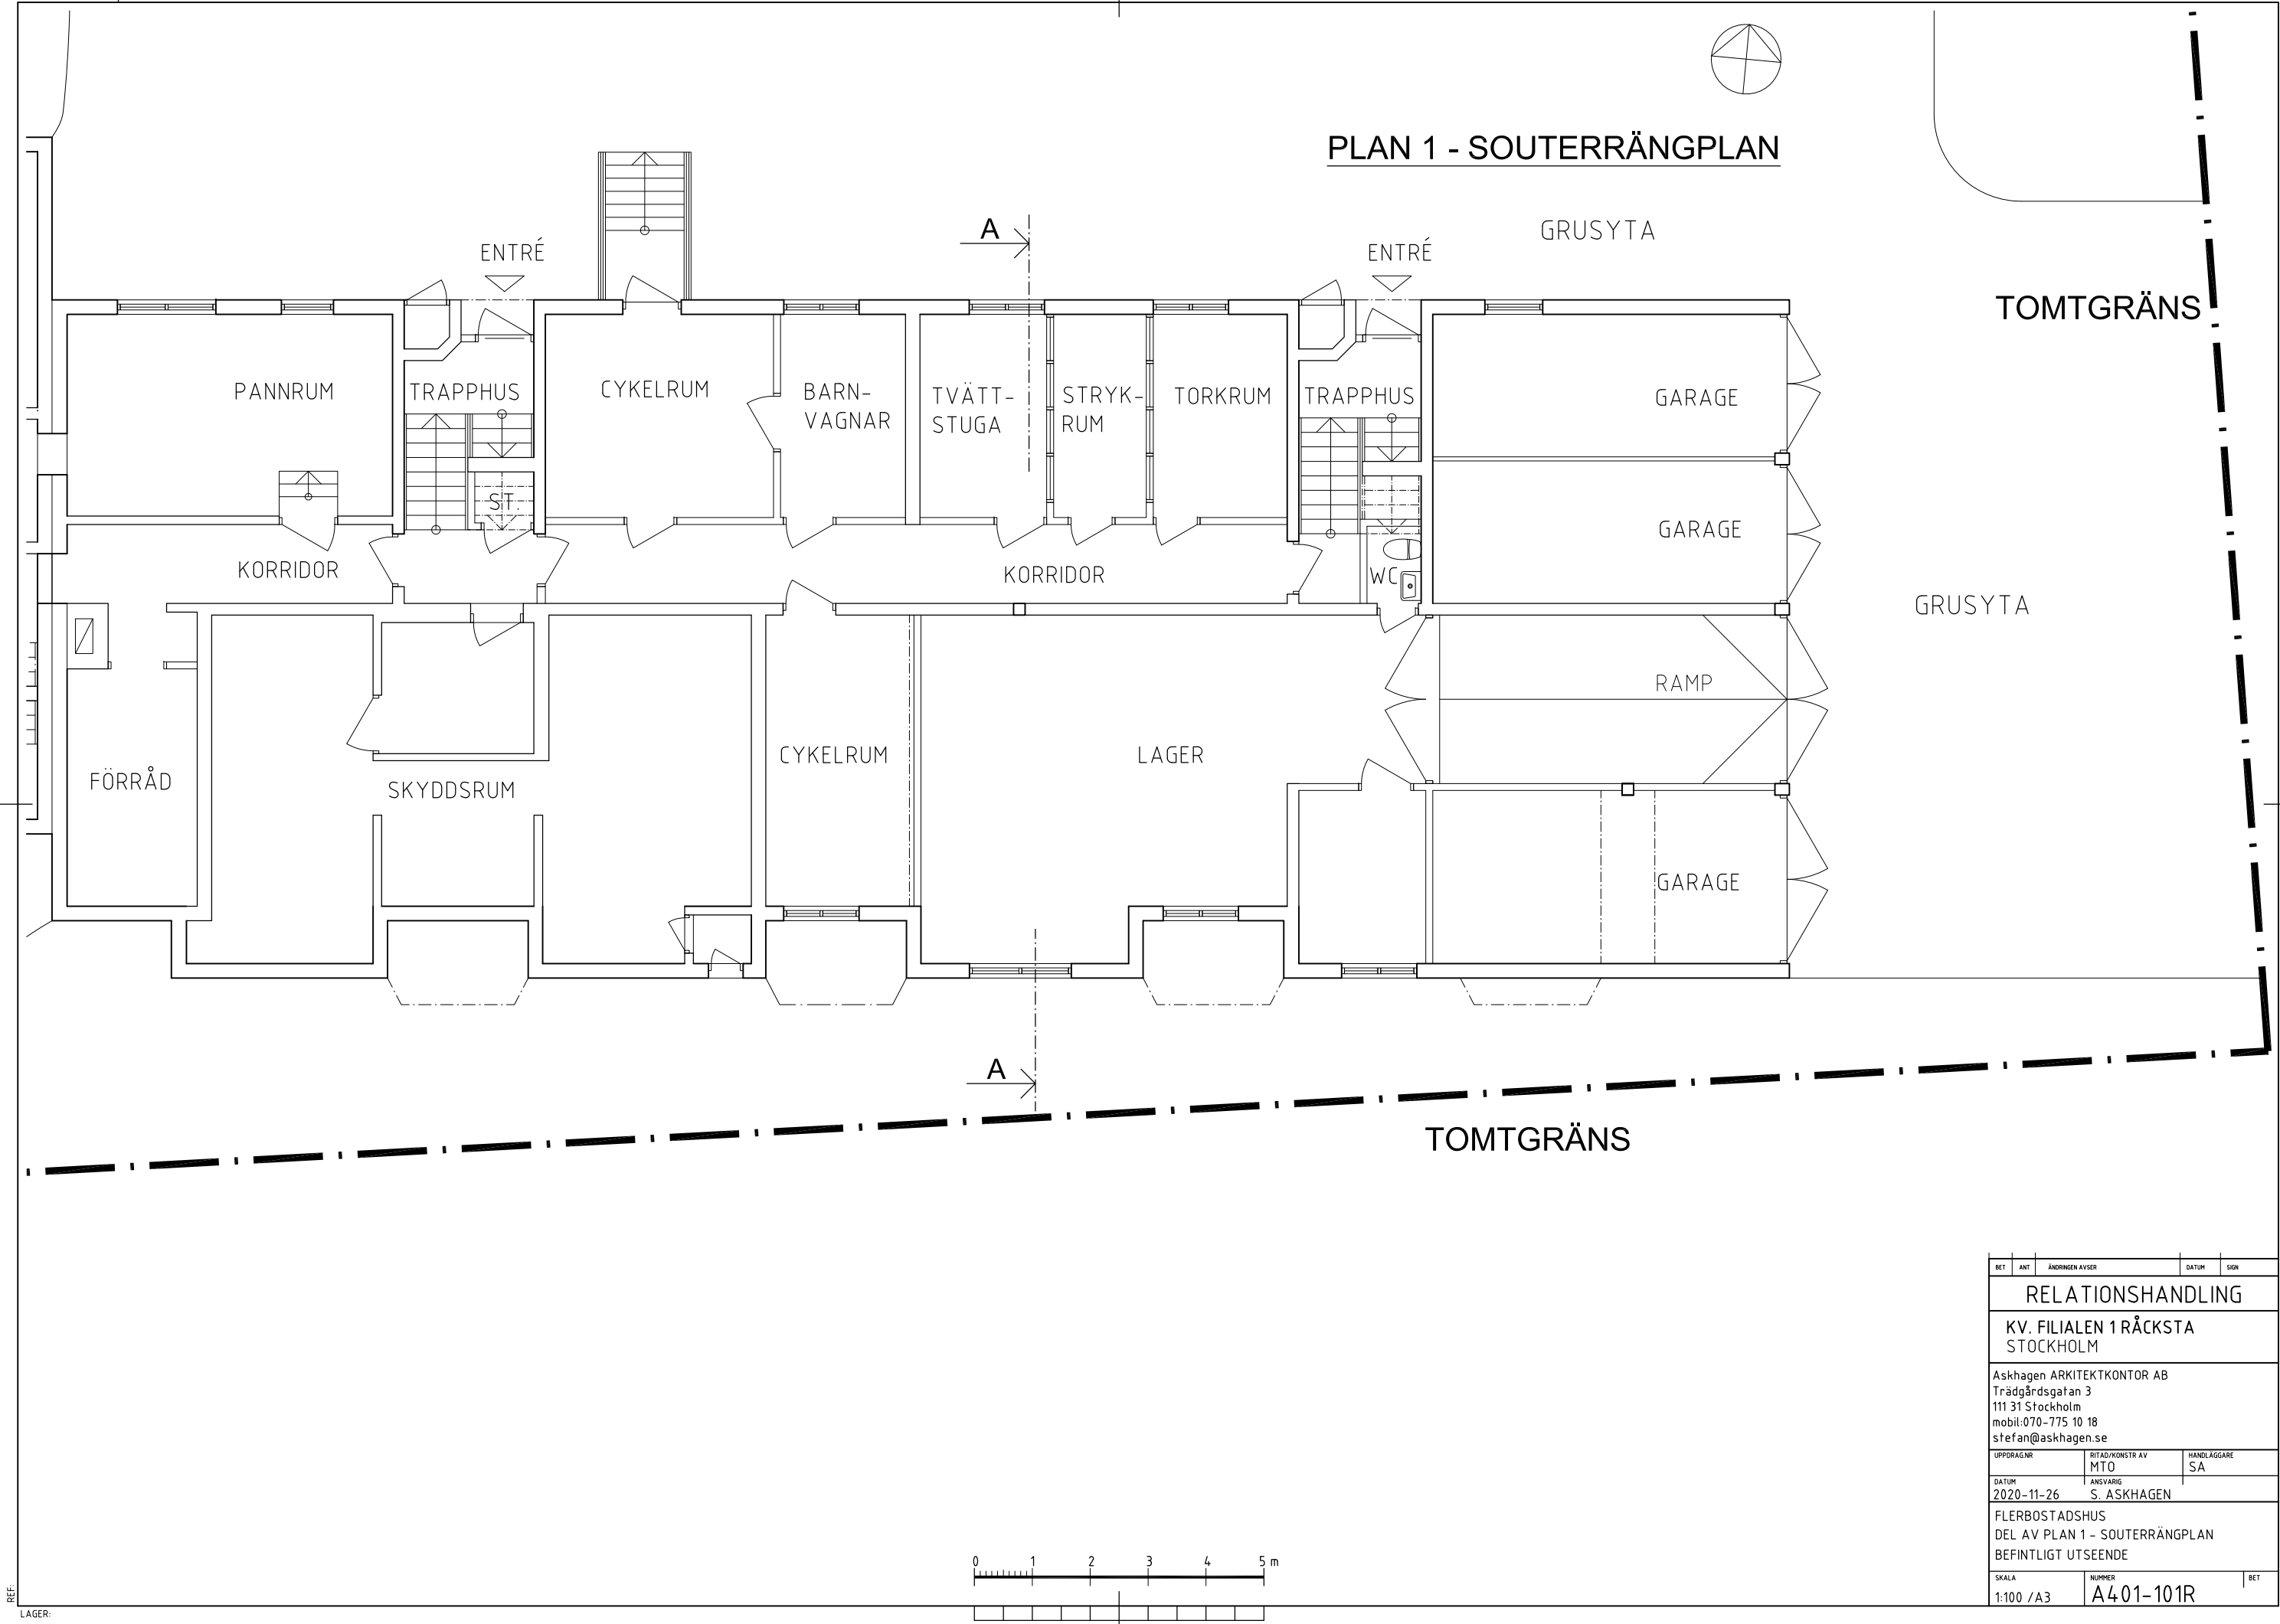 PLAN 1 - SOUTERRÄNGPLAN
A
GRUSYTA
ENTRÉ
ENTRÉ
TOMTGRÄNS
PANNRUM
TRAPPHUS
CYKELRUM
BARN-
VAGNAR
TVÄTT-
STUGA
STRYK-
RUM
TORKRUM
TRAPPHUS
GARAGE
ST.
GARAGE
KORRIDOR
KORRIDOR
WC
GRUSYTA
RAMP
FÖRRÅD
SKYDDSRUM
CYKELRUM
LAGER
GARAGE
A
TOMTGRÄNS
BET ANT ÄNDRINGEN AVSER DATUM SIGN
RELATIONSHANDLING
KV. FILIALEN 1 RÅCKSTA
STOCKHOLM
Askhagen ARKITEKTKONTOR AB
Trädgårdsgatan 3
111 31 Stockholm
mobil:070-775 10 18
stefan@askhagen.se
UPPDRAG.NR RITAD/KONSTR AV HANDLÄGGARE
MTO SA
DATUM ANSVARIG
2020-11-26 S. ASKHAGEN
FLERBOSTADSHUS
DEL AV PLAN 1 - SOUTERRÄNGPLAN
BEFINTLIGT UTSEENDE
SKALA NUMMER BET
1:100 /A3 A401-101R
0 1 2 3 4 5 m
REF:
LAGER: